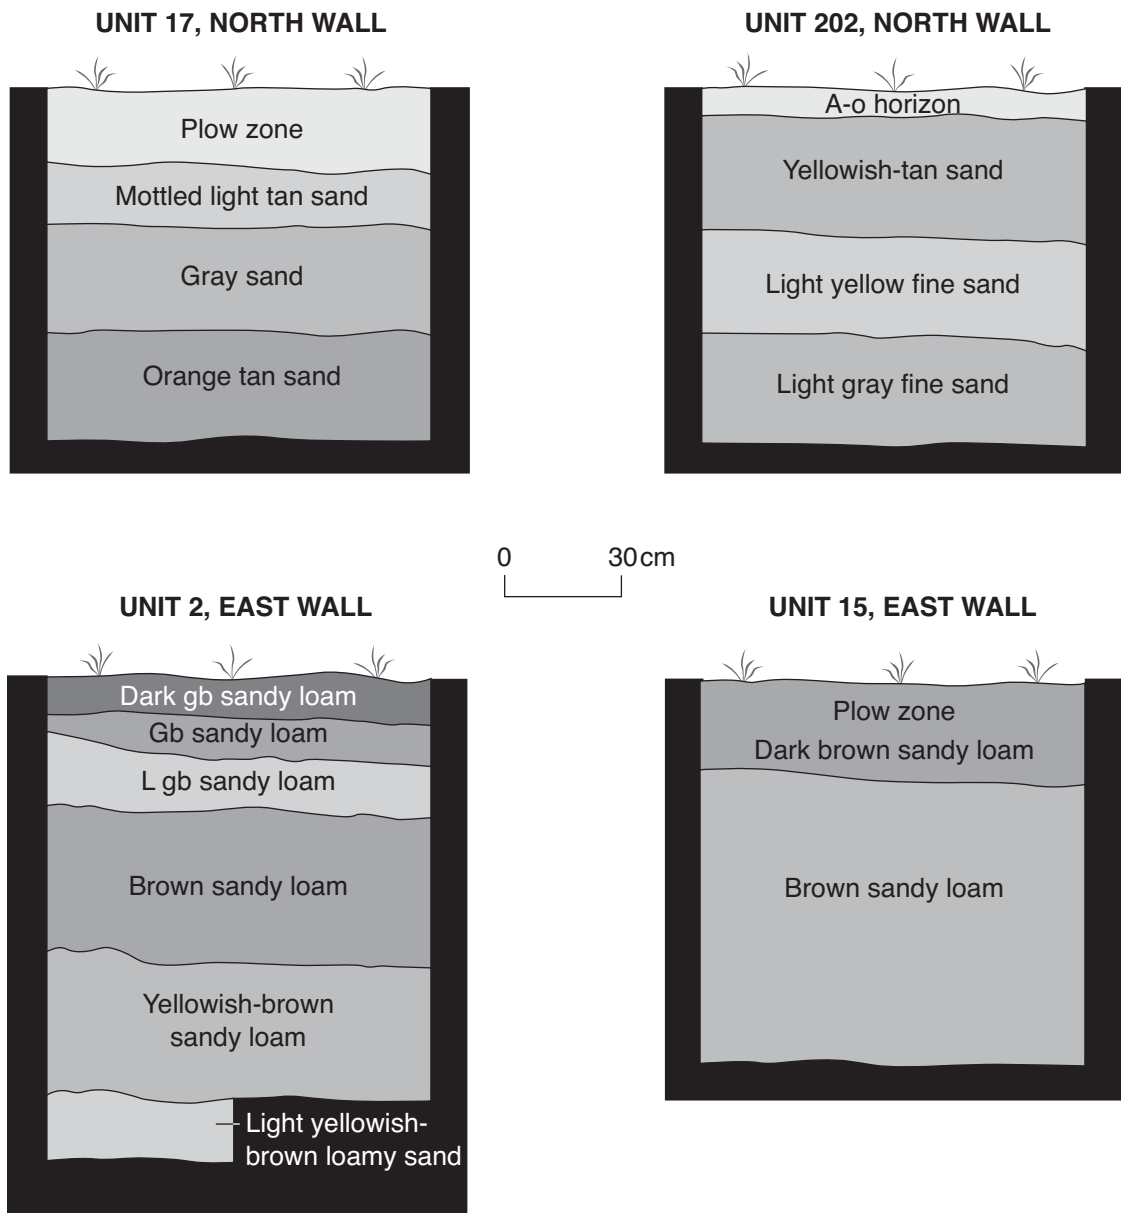 UNIT 17, NORTH WALL
Plow zone
Mottled light tan sand
Gray sand
Orange tan sand
UNIT 202, NORTH WALL
A-o horizon
Yellowish-tan sand
Light yellow fine sand
Light gray fine sand
0 30 cm
UNIT 2, EAST WALL
Dark gb sandy loam
Gb sandy loam
L gb sandy loam
Brown sandy loam
Yellowish-brown
sandy loam
Light yellowish-
brown loamy sand
UNIT 15, EAST WALL
Plow zone
Dark brown sandy loam
Brown sandy loam